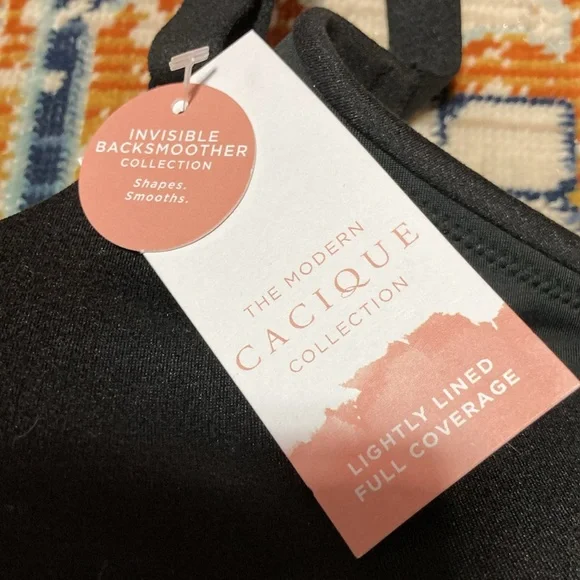 INVISIBLE
BACKSMOOTHER
COLLECTION
Shapes.
Smooths.
THE MODERN
CACIQUE
COLLECTION
LIGHTLY LINED
FULL COVERAGE